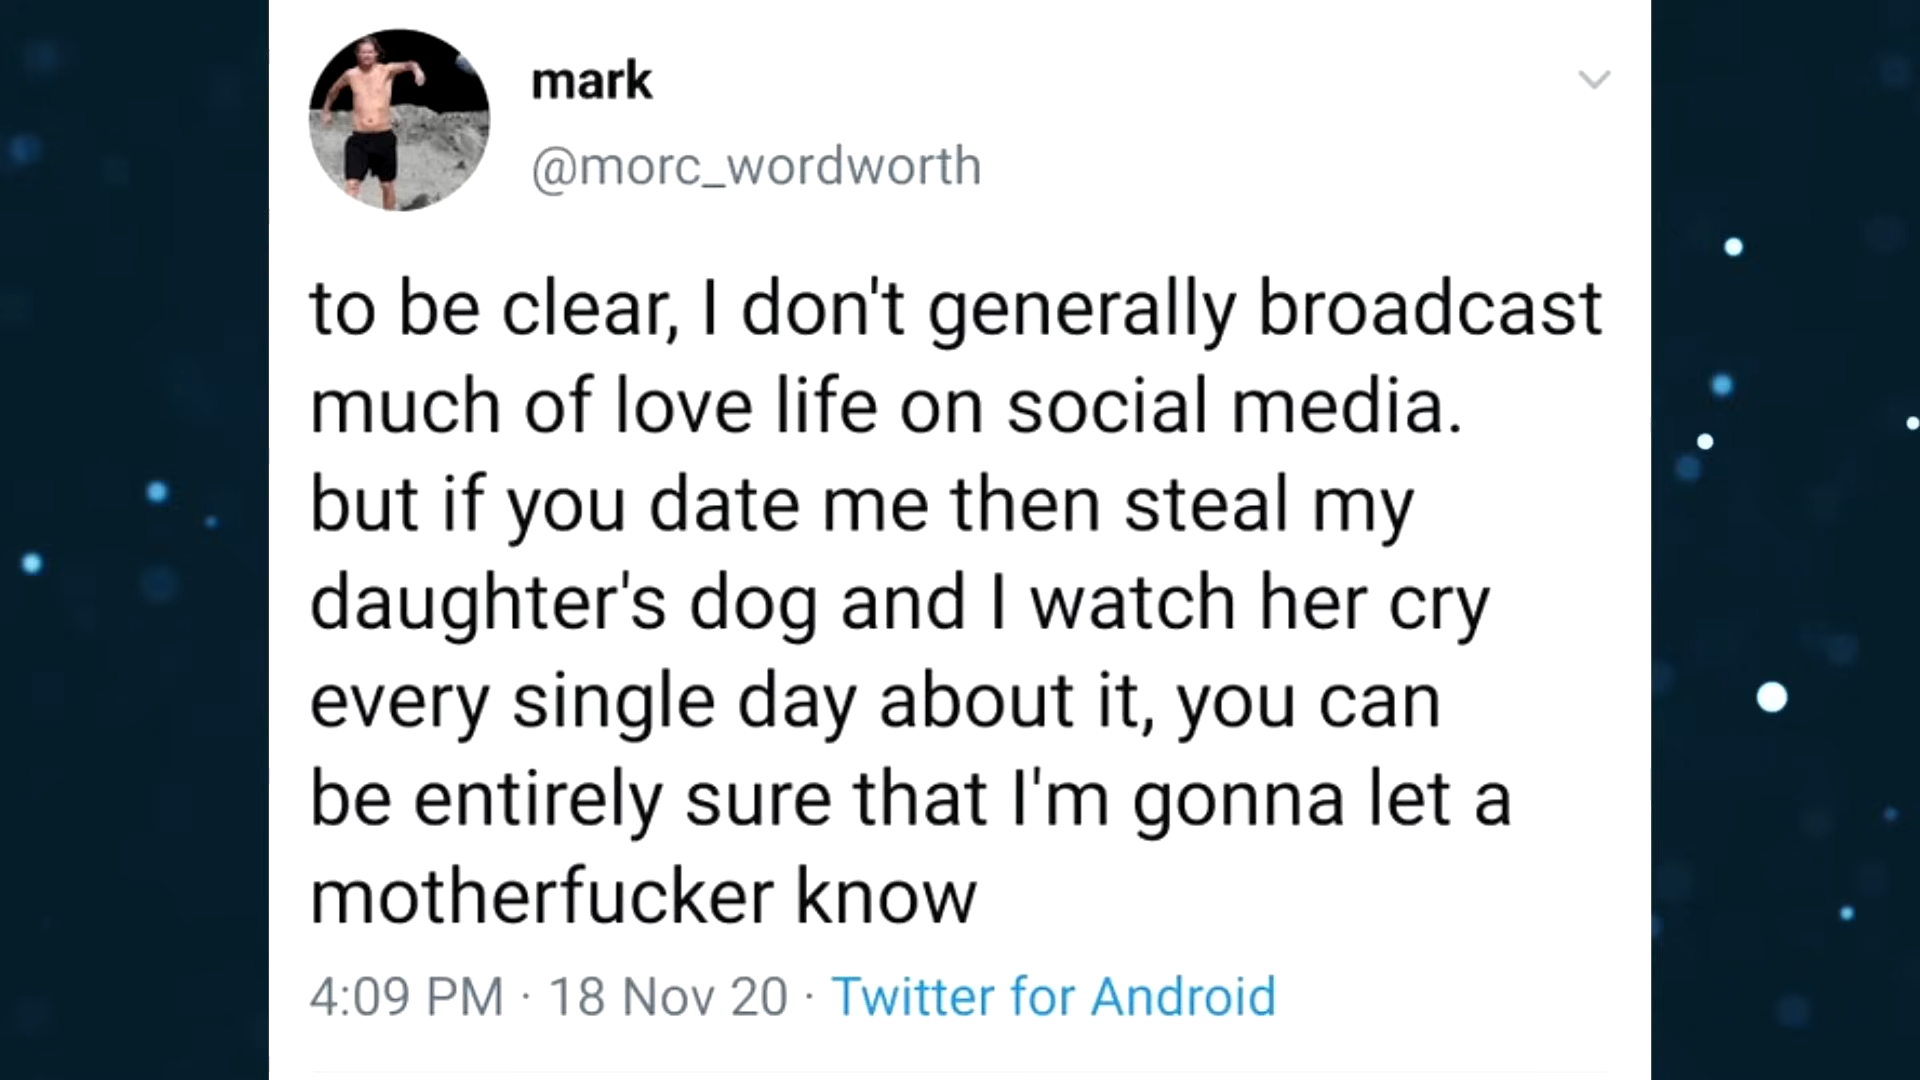 mark
@morc_wordworth
to be clear, I don't generally broadcast
much of love life on social media.
but if you date me then steal my
daughter's dog and I watch her cry
every single day about it, you can
be entirely sure that I'm gonna let a
motherfucker know
4:09 PM · 18 Nov 20 · Twitter for Android